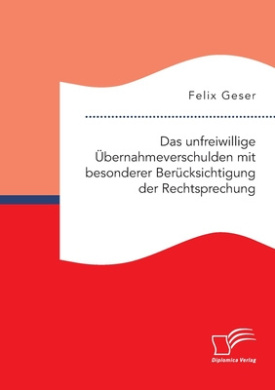 Felix Geser
Das unfreiwillige
Übernahmeverschulden mit
besonderer Berücksichtigung
der Rechtsprechung
Diplomica Verlag